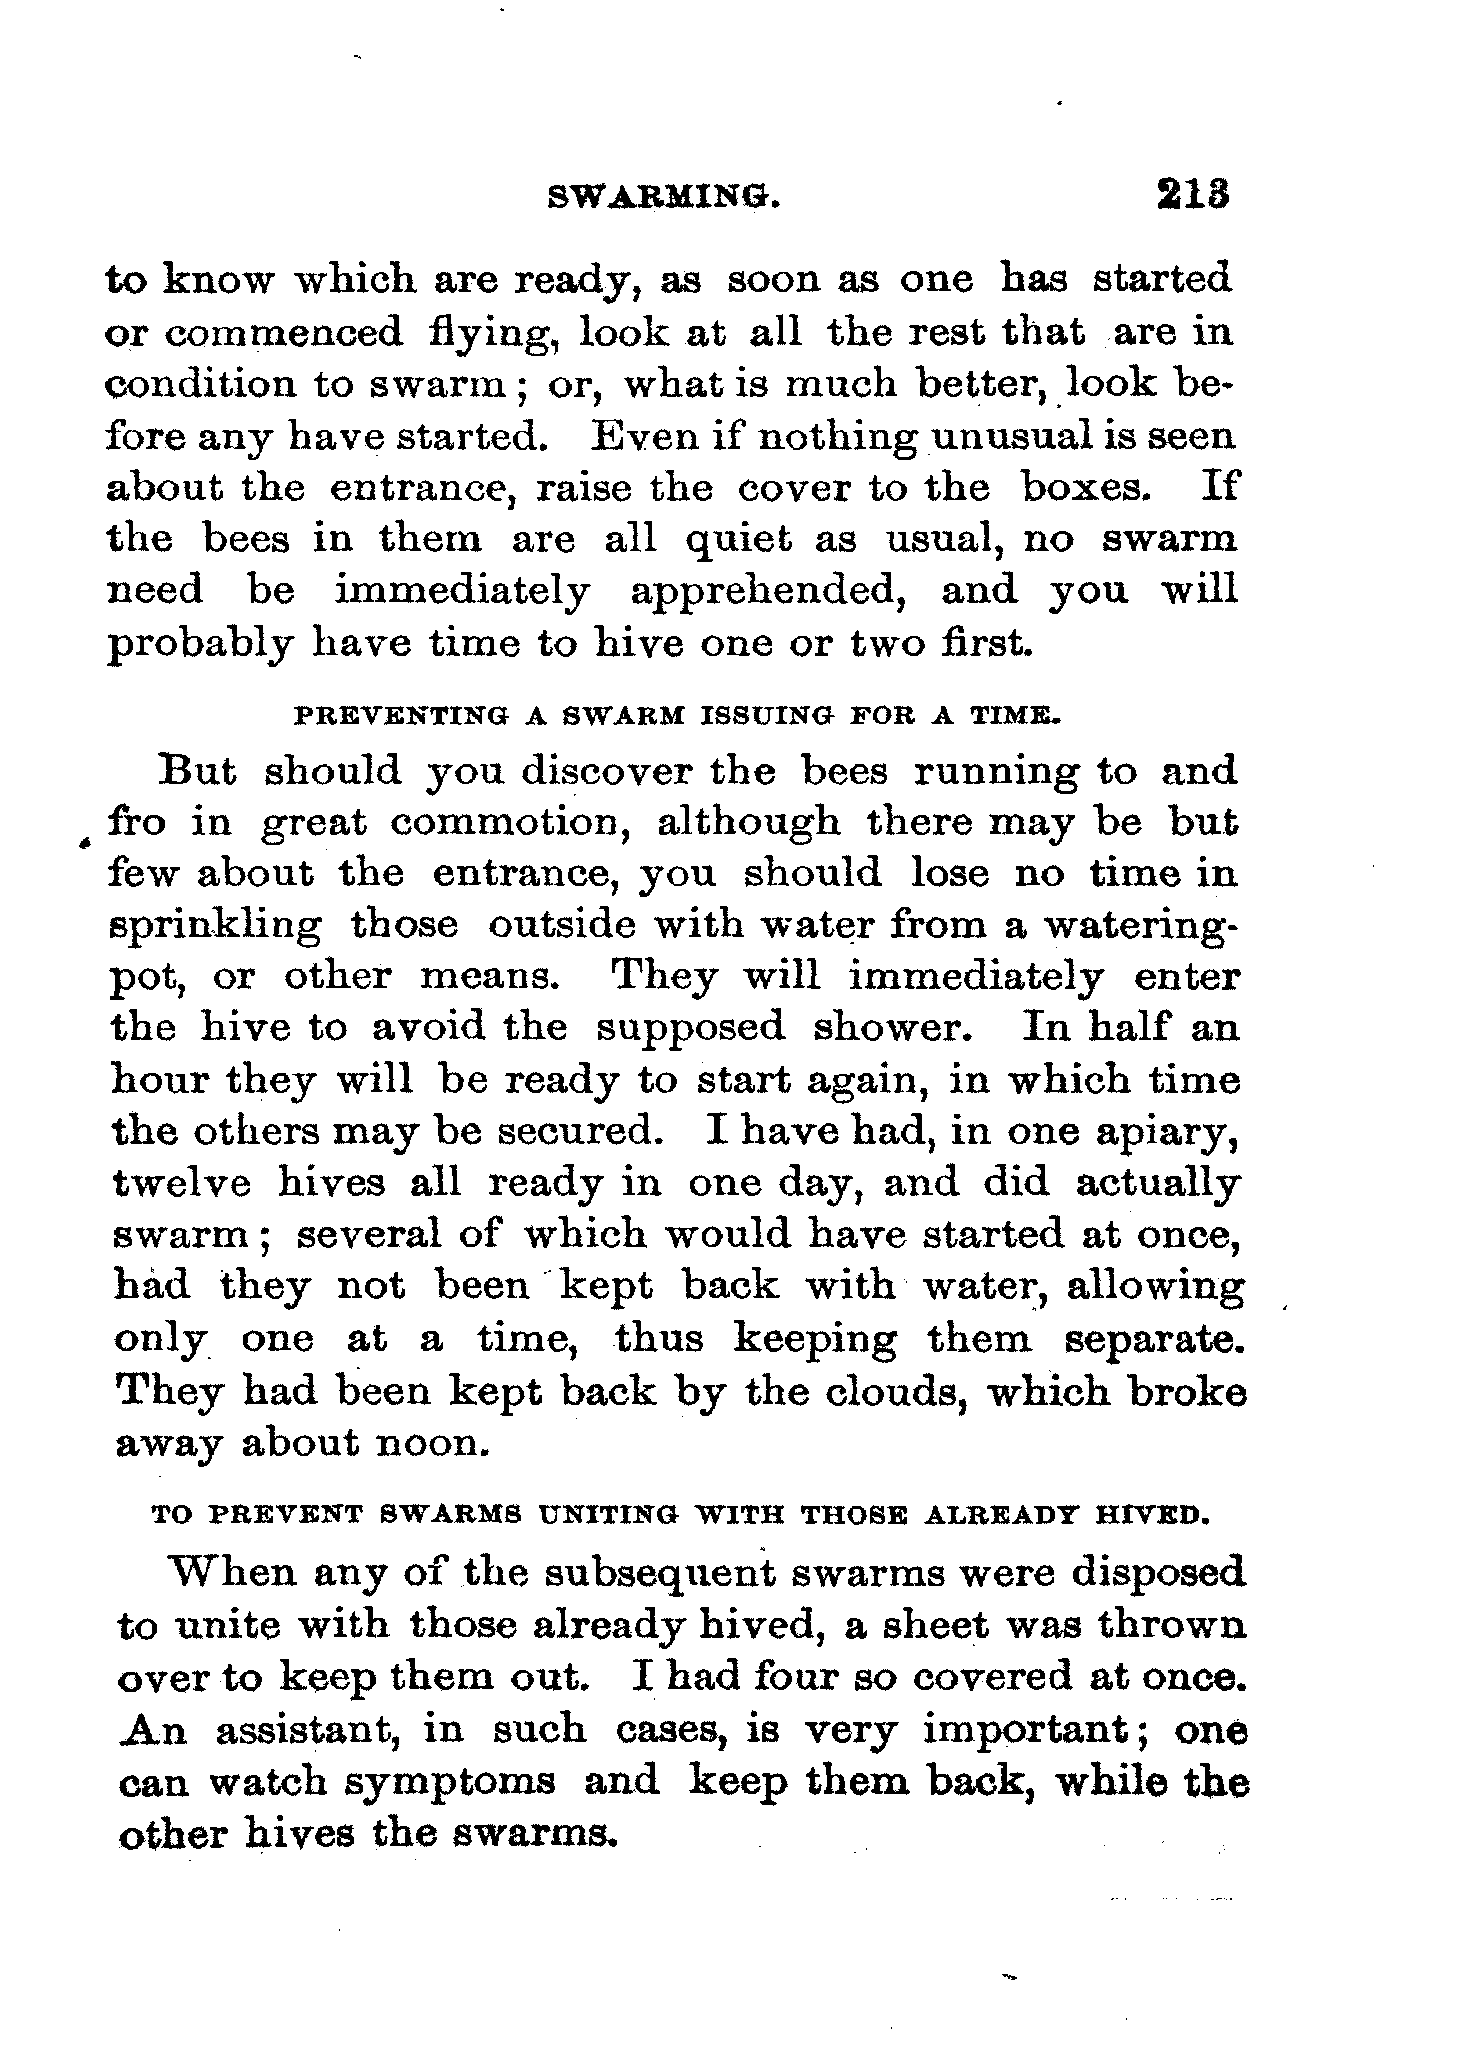 SWARMING. 213
to know which are ready, as soon as one has started
or commenced flying, look at all the rest that are in
condition to swarm; or, what is much better, look be-
fore any have started. Even if nothing unusual is seen
about the entrance, raise the cover to the boxes. If
the bees in them are all quiet as usual, no swarm
need be immediately apprehended, and you will
probably have time to hive one or two first.
PREVENTING A SWARM ISSUING FOR A TIME.
But should you discover the bees running to and
fro in great commotion, although there may be but
few about the entrance, you should lose no time in
sprinkling those outside with water from a watering-
pot, or other means. They will immediately enter
the hive to avoid the supposed shower. In half an
hour they will be ready to start again, in which time
the others may be secured. I have had, in one apiary,
twelve hives all ready in one day, and did actually
swarm; several of which would have started at once,
had they not been kept back with water, allowing
only one at a time, thus keeping them separate.
They had been kept back by the clouds, which broke
away about noon.
TO PREVENT SWARMS UNITING WITH THOSE ALREADY HIVED.
When any of the subsequent swarms were disposed
to unite with those already hived, a sheet was thrown
over to keep them out. I had four so covered at once.
An assistant, in such cases, is very important; one
can watch symptoms and keep them back, while the
other hives the swarms.